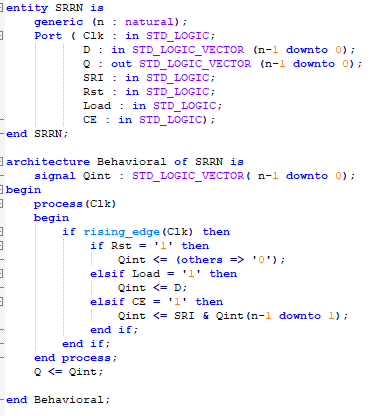 entity SRRN is
generic (n : natural);
Port ( Clk : in STD_LOGIC;
D : in STD_LOGIC_VECTOR (n-1 downto 0);
Q : out STD_LOGIC_VECTOR (n-1 downto 0);
SRI : in STD_LOGIC;
Rst : in STD_LOGIC;
Load : in STD_LOGIC;
CE : in STD_LOGIC);
end SRRN;
architecture Behavioral of SRRN is
signal Qint : STD_LOGIC_VECTOR( n-1 downto 0);
begin
process(Clk)
begin
if rising_edge(Clk) then
if Rst = '1' then
Qint <= (others => '0');
elsif Load = '1' then
Qint <= D;
elsif CE = '1' then
Qint <= SRI & Qint(n-1 downto 1);
end if;
end if;
end process;
Q <= Qint;
end Behavioral;